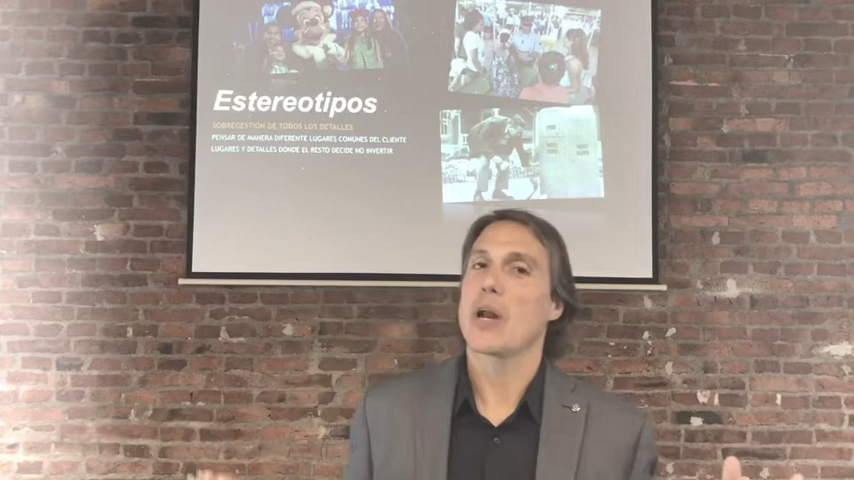 Estereotipos
SOBREGESTIÓN DE TODOS LOS DETALLES
PENSAR DE MANERA DIFERENTE LUGARES COMUNES DEL CLIENTE
LUGARES Y DETALLES DONDE EL RESTO DECIDE NO INVERTIR